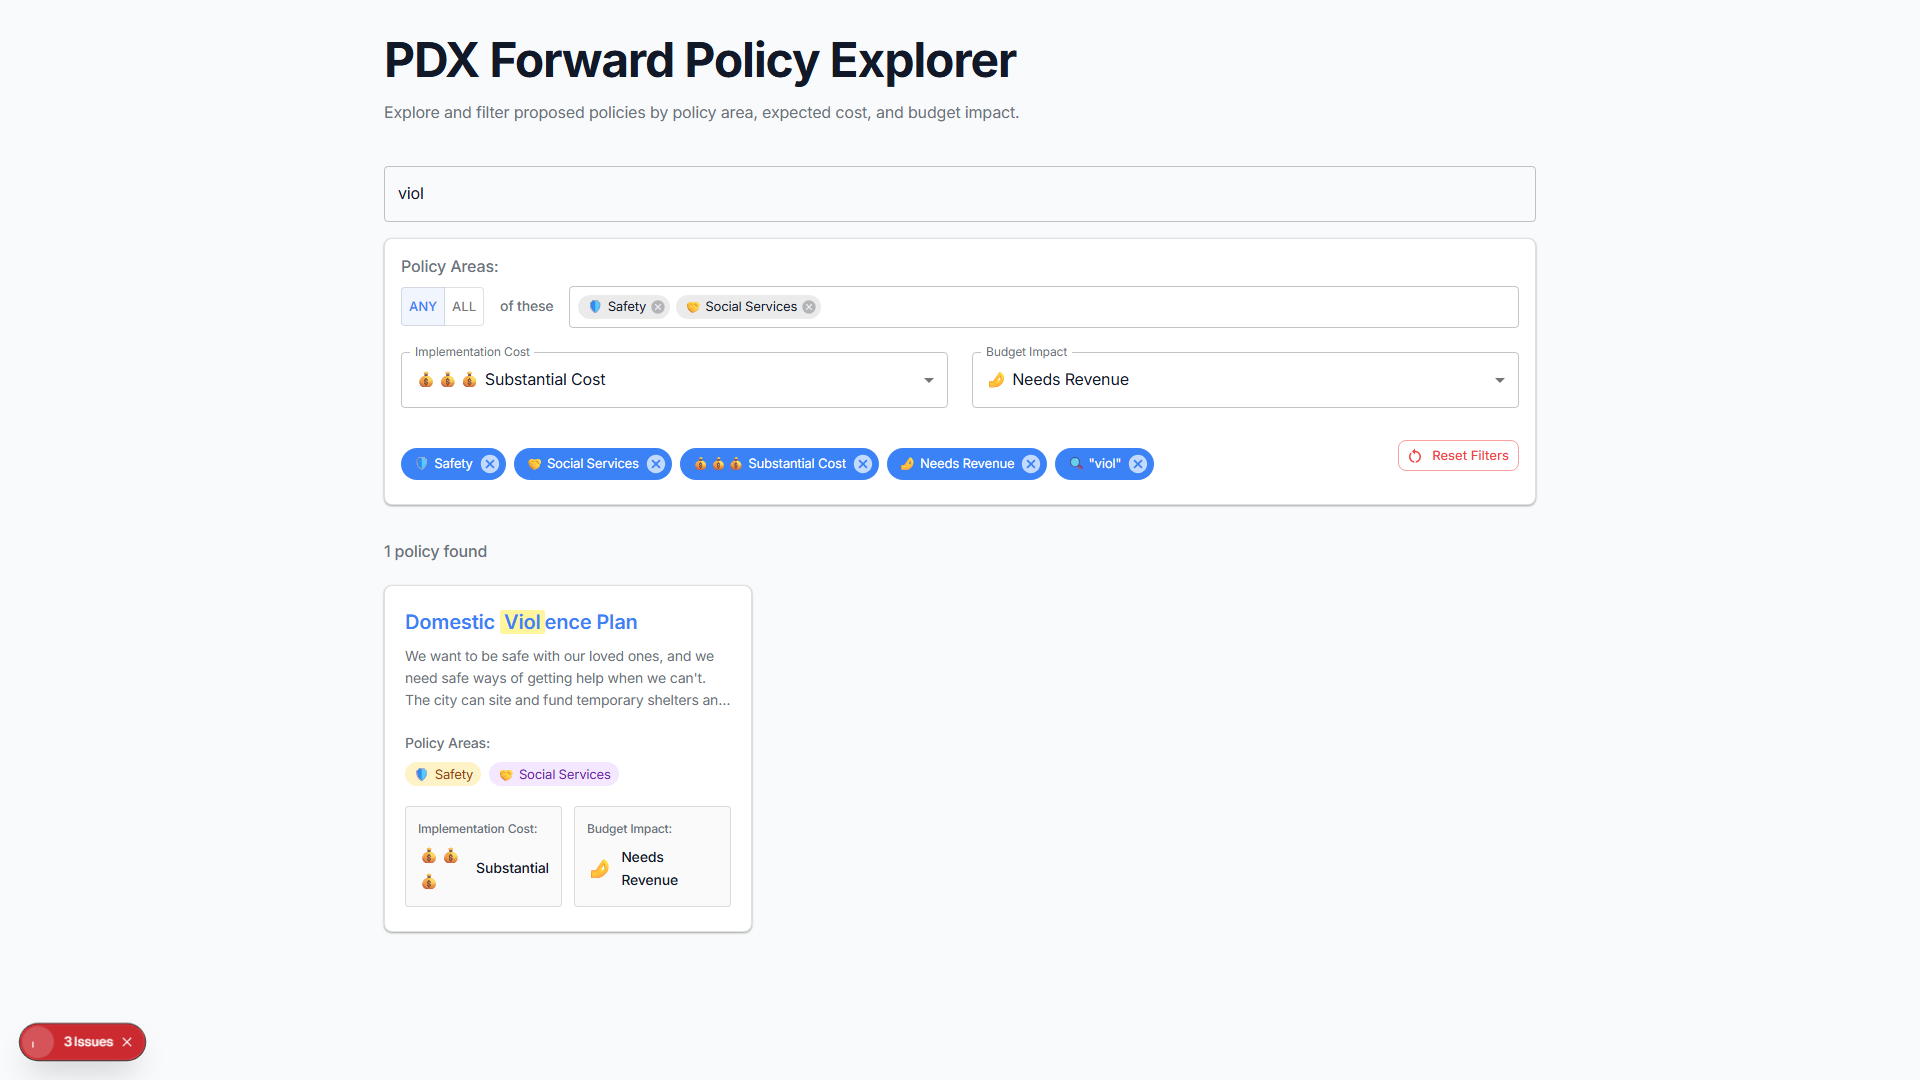 PDX Forward Policy Explorer
Explore and filter proposed policies by policy area, expected cost, and budget impact.
viol
Policy Areas:
ANY ALL of these Safety Social Services
Implementation Cost Budget Impact
Substantial Cost Needs Revenue
Safety Social Services Substantial Cost Needs Revenue "viol" Reset Filters
1 policy found
Domestic Violence Plan
We want to be safe with our loved ones, and we
need safe ways of getting help when we can't.
The city can site and fund temporary shelters an...
Policy Areas:
Safety Social Services
Implementation Cost: Budget Impact:
Substantial Needs
Revenue
3 Issues